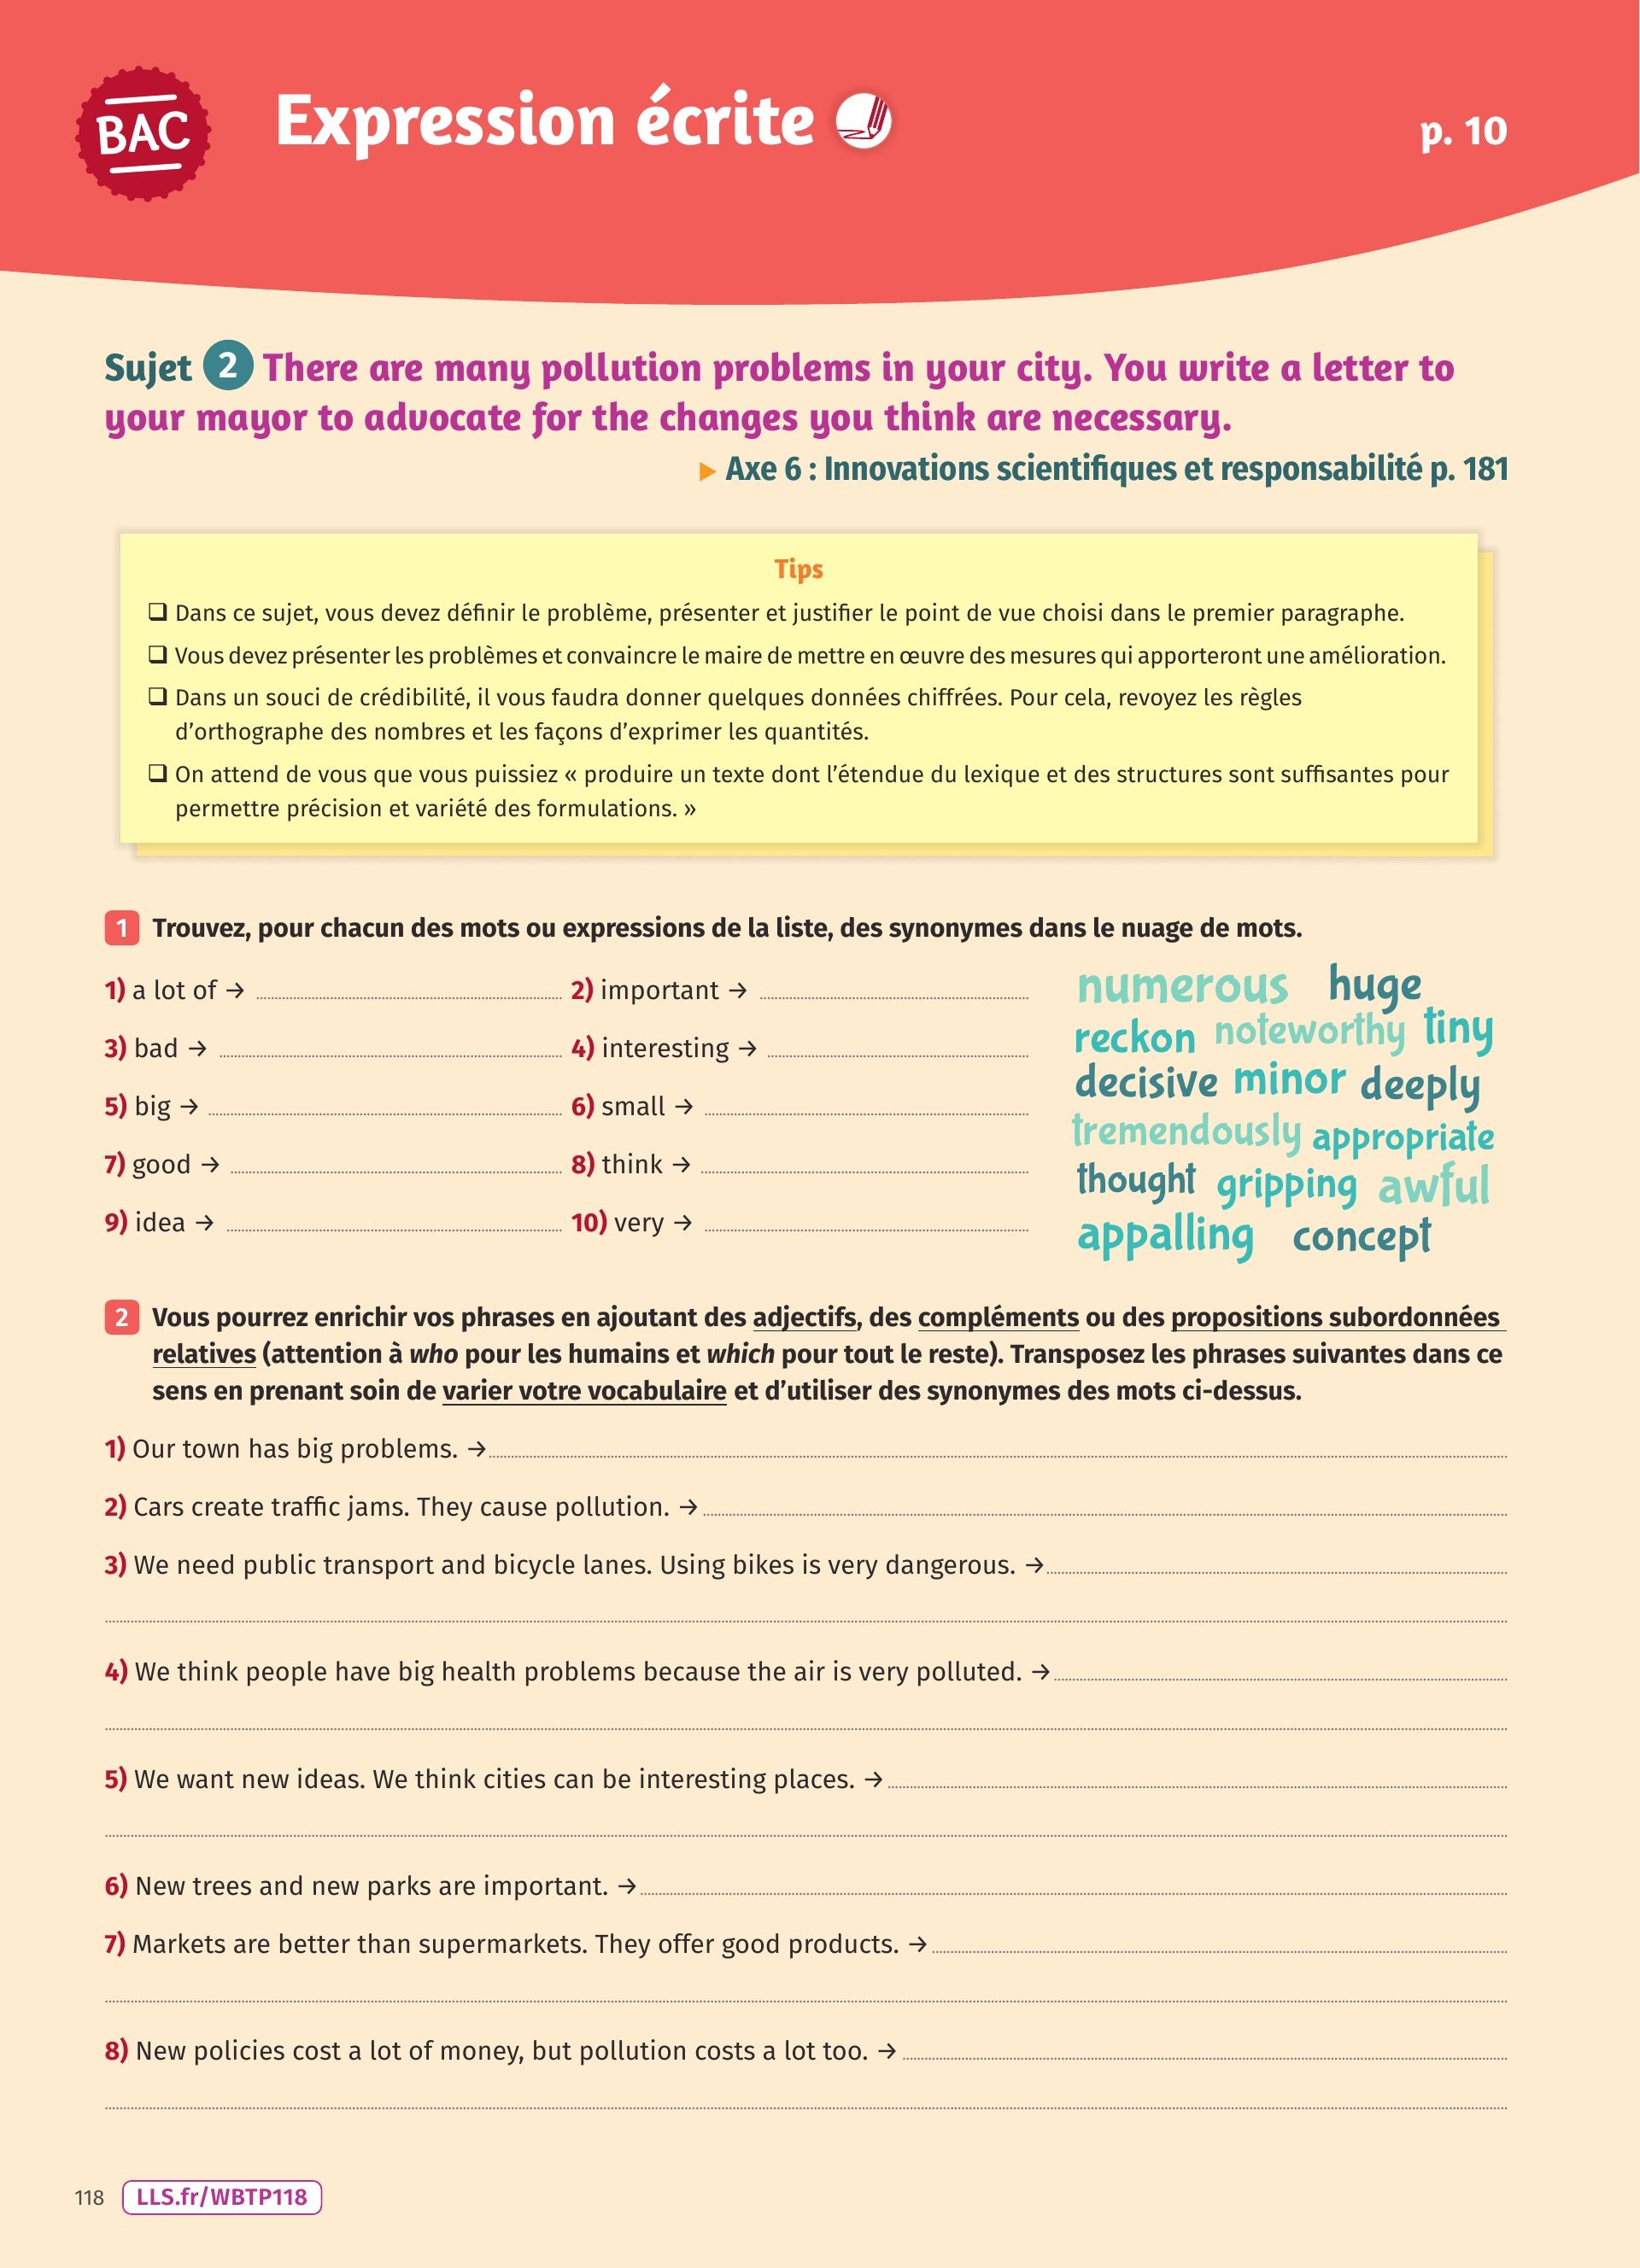 BAC
Expression écrite
p. 10
Sujet 2 There are many pollution problems in your city. You write a letter to
your mayor to advocate for the changes you think are necessary.
▶ Axe 6 : Innovations scientifiques et responsabilité p. 181
Tips
❑ Dans ce sujet, vous devez définir le problème, présenter et justifier le point de vue choisi dans le premier paragraphe.
❑ Vous devez présenter les problèmes et convaincre le maire de mettre en œuvre des mesures qui apporteront une amélioration.
❑ Dans un souci de crédibilité, il vous faudra donner quelques données chiffrées. Pour cela, revoyez les règles
d’orthographe des nombres et les façons d’exprimer les quantités.
❑ On attend de vous que vous puissiez « produire un texte dont l’étendue du lexique et des structures sont suffisantes pour
permettre précision et variété des formulations. »
1 Trouvez, pour chacun des mots ou expressions de la liste, des synonymes dans le nuage de mots.
1) a lot of → 2) important →
3) bad → 4) interesting →
5) big → 6) small →
7) good → 8) think →
9) idea → 10) very →
numerous huge
reckon noteworthy tiny
decisive minor deeply
tremendously appropriate
thought gripping awful
appalling concept
2 Vous pourrez enrichir vos phrases en ajoutant des adjectifs, des compléments ou des propositions subordonnées
relatives (attention à who pour les humains et which pour tout le reste). Transposez les phrases suivantes dans ce
sens en prenant soin de varier votre vocabulaire et d’utiliser des synonymes des mots ci-dessus.
1) Our town has big problems. →
2) Cars create traffic jams. They cause pollution. →
3) We need public transport and bicycle lanes. Using bikes is very dangerous. →
4) We think people have big health problems because the air is very polluted. →
5) We want new ideas. We think cities can be interesting places. →
6) New trees and new parks are important. →
7) Markets are better than supermarkets. They offer good products. →
8) New policies cost a lot of money, but pollution costs a lot too. →
118 LLS.fr/WBTP118